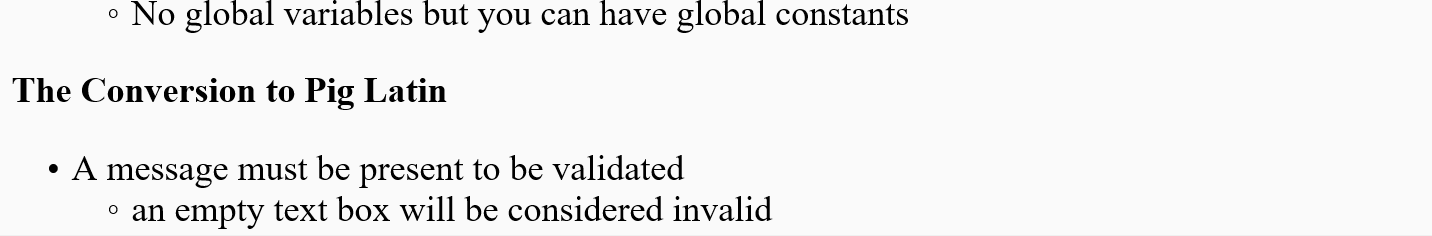 ◦ No global variables but you can have global constants
The Conversion to Pig Latin
• A message must be present to be validated
◦ an empty text box will be considered invalid